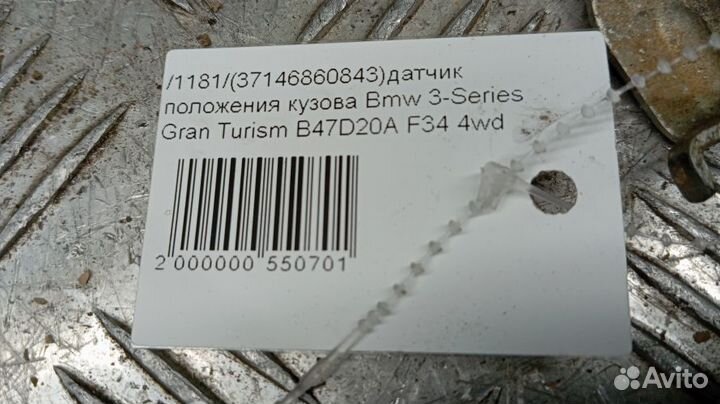 /1181/(37146860843)датчик
положения кузова Bmw 3-Series
Gran Turism B47D20A F34 4wd
2 000000 550701
Avito